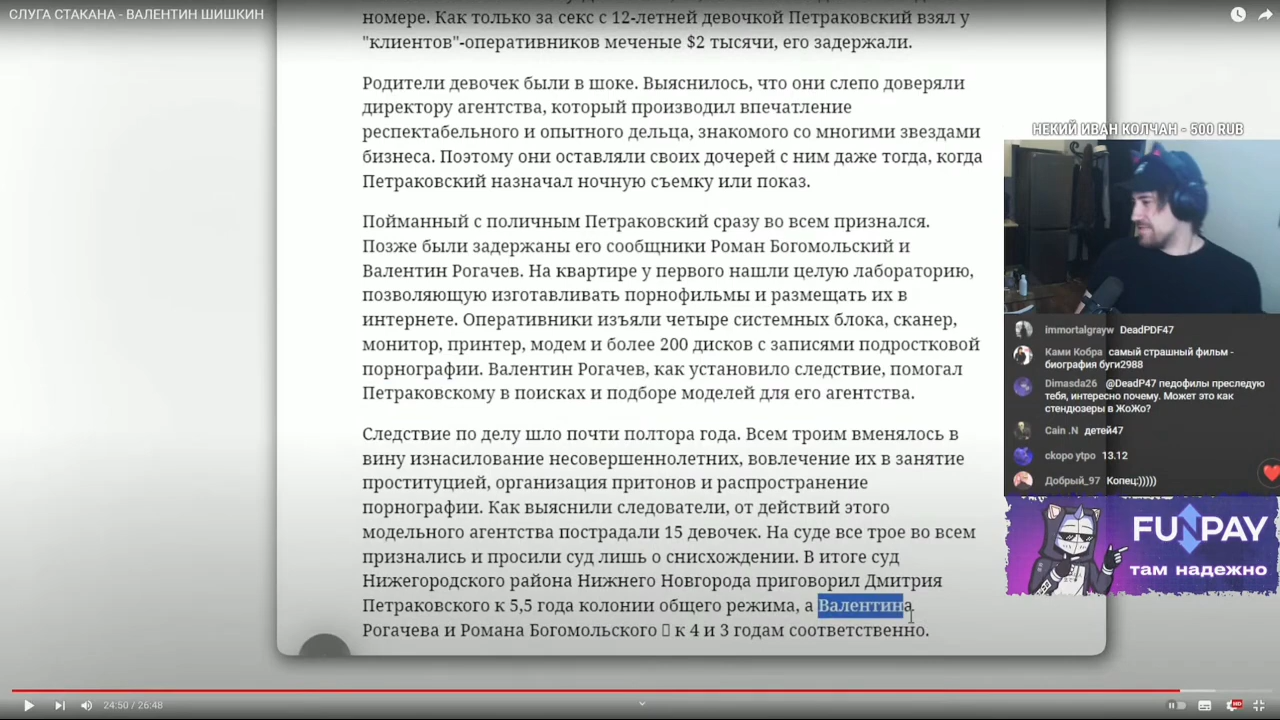 СЛУГА СТАКАНА - ВАЛЕНТИН ШИШКИН
номере. Как только за секс с 12-летней девочкой Петраковский взял у
"клиентов"-оперативников меченые $2 тысячи, его задержали.
Родители девочек были в шоке. Выяснилось, что они слепо доверяли
директору агентства, который производил впечатление
респектабельного и опытного дельца, знакомого со многими звездами
бизнеса. Поэтому они оставляли своих дочерей с ним даже тогда, когда
Петраковский назначал ночную съемку или показ.
Пойманный с поличным Петраковский сразу во всем признался.
Позже были задержаны его сообщники Роман Богомольский и
Валентин Рогачев. На квартире у первого нашли целую лабораторию,
позволяющую изготавливать порнофильмы и размещать их в
интернете. Оперативники изъяли четыре системных блока, сканер,
монитор, принтер, модем и более 200 дисков с записями подростковой
порнографии. Валентин Рогачев, как установило следствие, помогал
Петраковскому в поисках и подборе моделей для его агентства.
Следствие по делу шло почти полтора года. Всем троим вменялось в
вину изнасилование несовершеннолетних, вовлечение их в занятие
проституцией, организация притонов и распространение
порнографии. Как выяснили следователи, от действий этого
модельного агентства пострадали 15 девочек. На суде все трое во всем
признались и просили суд лишь о снисхождении. В итоге суд
Нижегородского района Нижнего Новгорода приговорил Дмитрия
Петраковского к 5,5 года колонии общего режима, а Валентина
Рогачева и Романа Богомольского к 4 и 3 годам соответственно.
НЕКИЙ ИВАН КОЛЧАН - 500 RUB
immortalgrayw DeadPDF47
Ками Кобра самый страшный фильм -
биография буги2988
Dimasda26 @DeadP47 педофилы преследую
тебя, интересно почему. Может это как
стендюзеры в ЖоЖо?
Cain .N детей47
ckopo ytpo 13.12
Добрый_97 Копец:)))))
FUNPAY
там надежно
24:50 / 26:48
HD